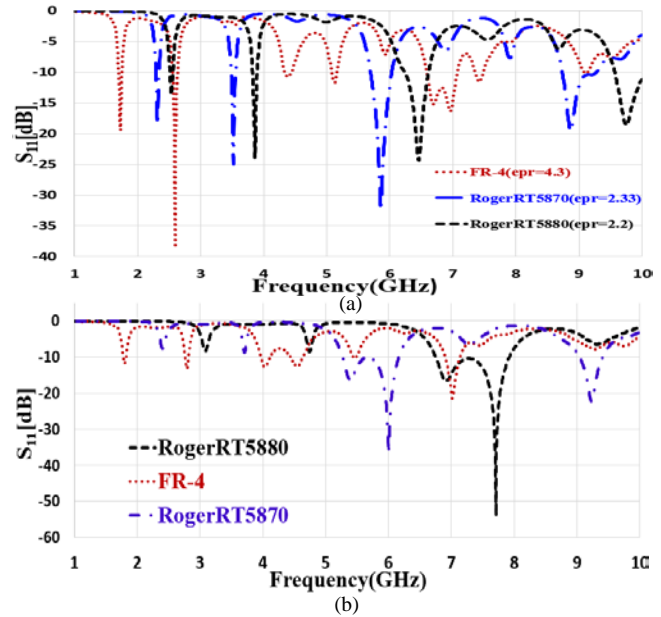 0
-5
-10
-15
-20
-25
-30
-35
-40
S11[dB]
FR-4(epr=4.3)
RogerRT5870(epr=2.33)
RogerRT5880(epr=2.2)
1 2 3 4 5 6 7 8 9 10
Frequency(GHz)
(a)
0
-10
-20
-30
-40
-50
-60
S11[dB]
RogerRT5880
FR-4
RogerRT5870
1 2 3 4 5 6 7 8 9 10
Frequency(GHz)
(b)